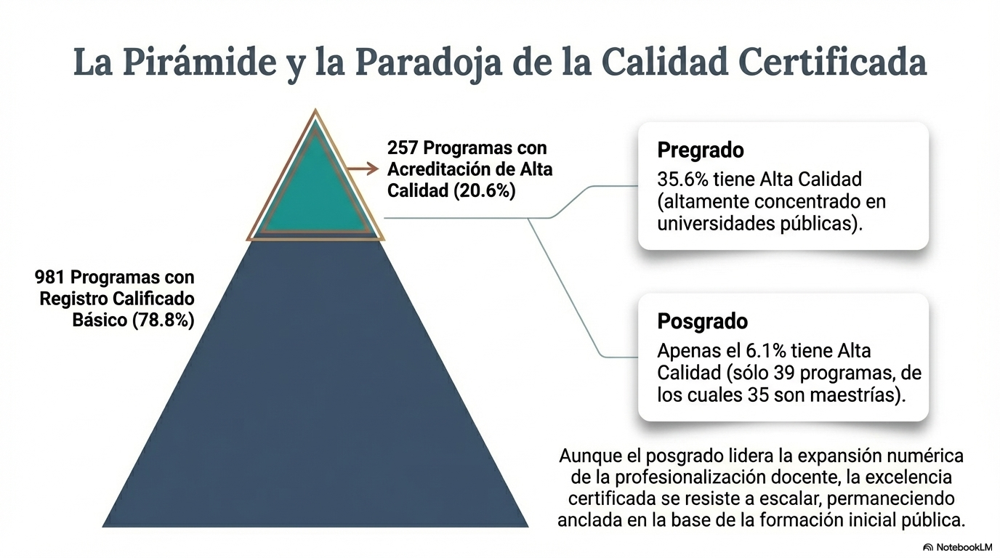 La Pirámide y la Paradoja de la Calidad Certificada
257 Programas con
Acreditación de Alta
Calidad (20.6%)
981 Programas con
Registro Calificado
Básico (78.8%)
Pregrado
35.6% tiene Alta Calidad
(altamente concentrado en
universidades públicas).
Posgrado
Apenas el 6.1% tiene Alta
Calidad (sólo 39 programas, de
los cuales 35 son maestrías).
Aunque el posgrado lidera la expansión numérica
de la profesionalización docente, la excelencia
certificada se resiste a escalar, permaneciendo
anclada en la base de la formación inicial pública.
NotebookLM